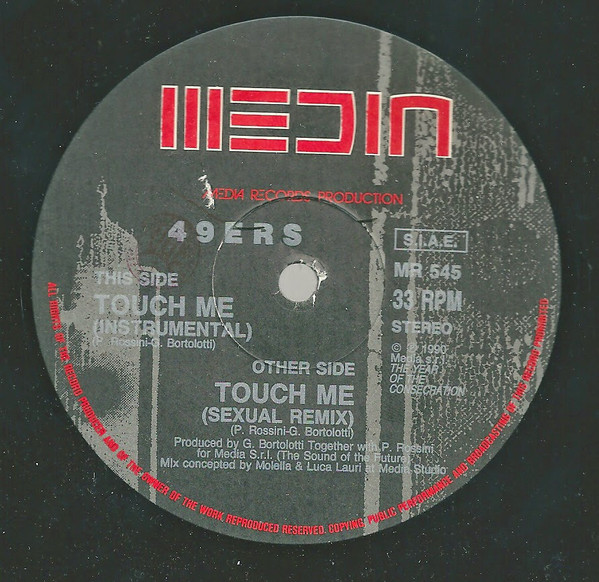 MEDIA
MEDIA RECORDS PRODUCTION
49ERS
S.I.A.E.
MR 545
33 RPM
STEREO
THIS SIDE
TOUCH ME
(INSTRUMENTAL)
(P. Rossini-G. Bortolotti)
© ℗ 1990
Media s.r.l.
THE YEAR
OF THE
CONSECRATION
OTHER SIDE
TOUCH ME
(SEXUAL REMIX)
(P. Rossini-G. Bortolotti)
Produced by G. Bortolotti Together with P. Rossini
for Media S.r.l. (The Sound of the Future)
Mix concepted by Molella & Luca Lauri at Media Studio
ALL RIGHTS OF THE RECORD PRODUCER AND OF THE OWNER OF THE WORK REPRODUCED RESERVED. COPYING, PUBLIC PERFORMANCE AND BROADCASTING OF THIS RECORD PROHIBITED